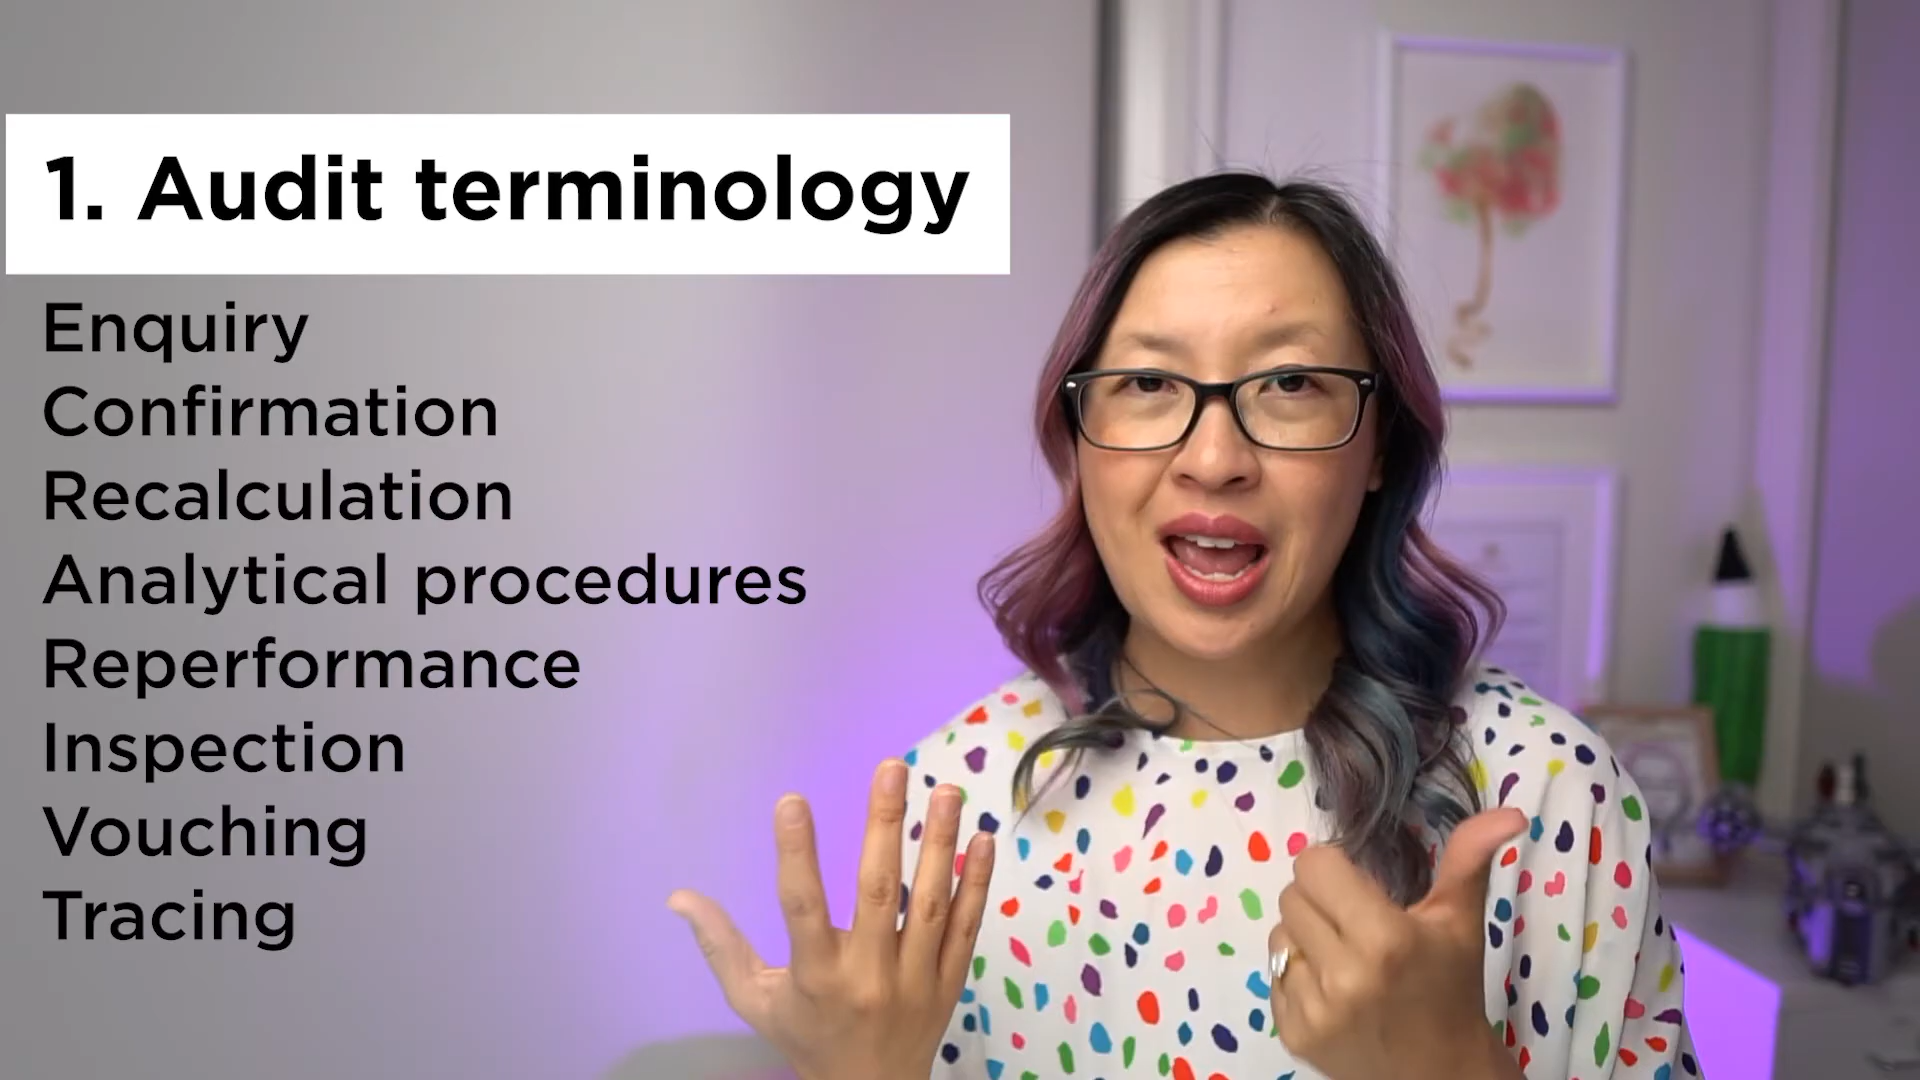 1. Audit terminology
Enquiry
Confirmation
Recalculation
Analytical procedures
Reperformance
Inspection
Vouching
Tracing